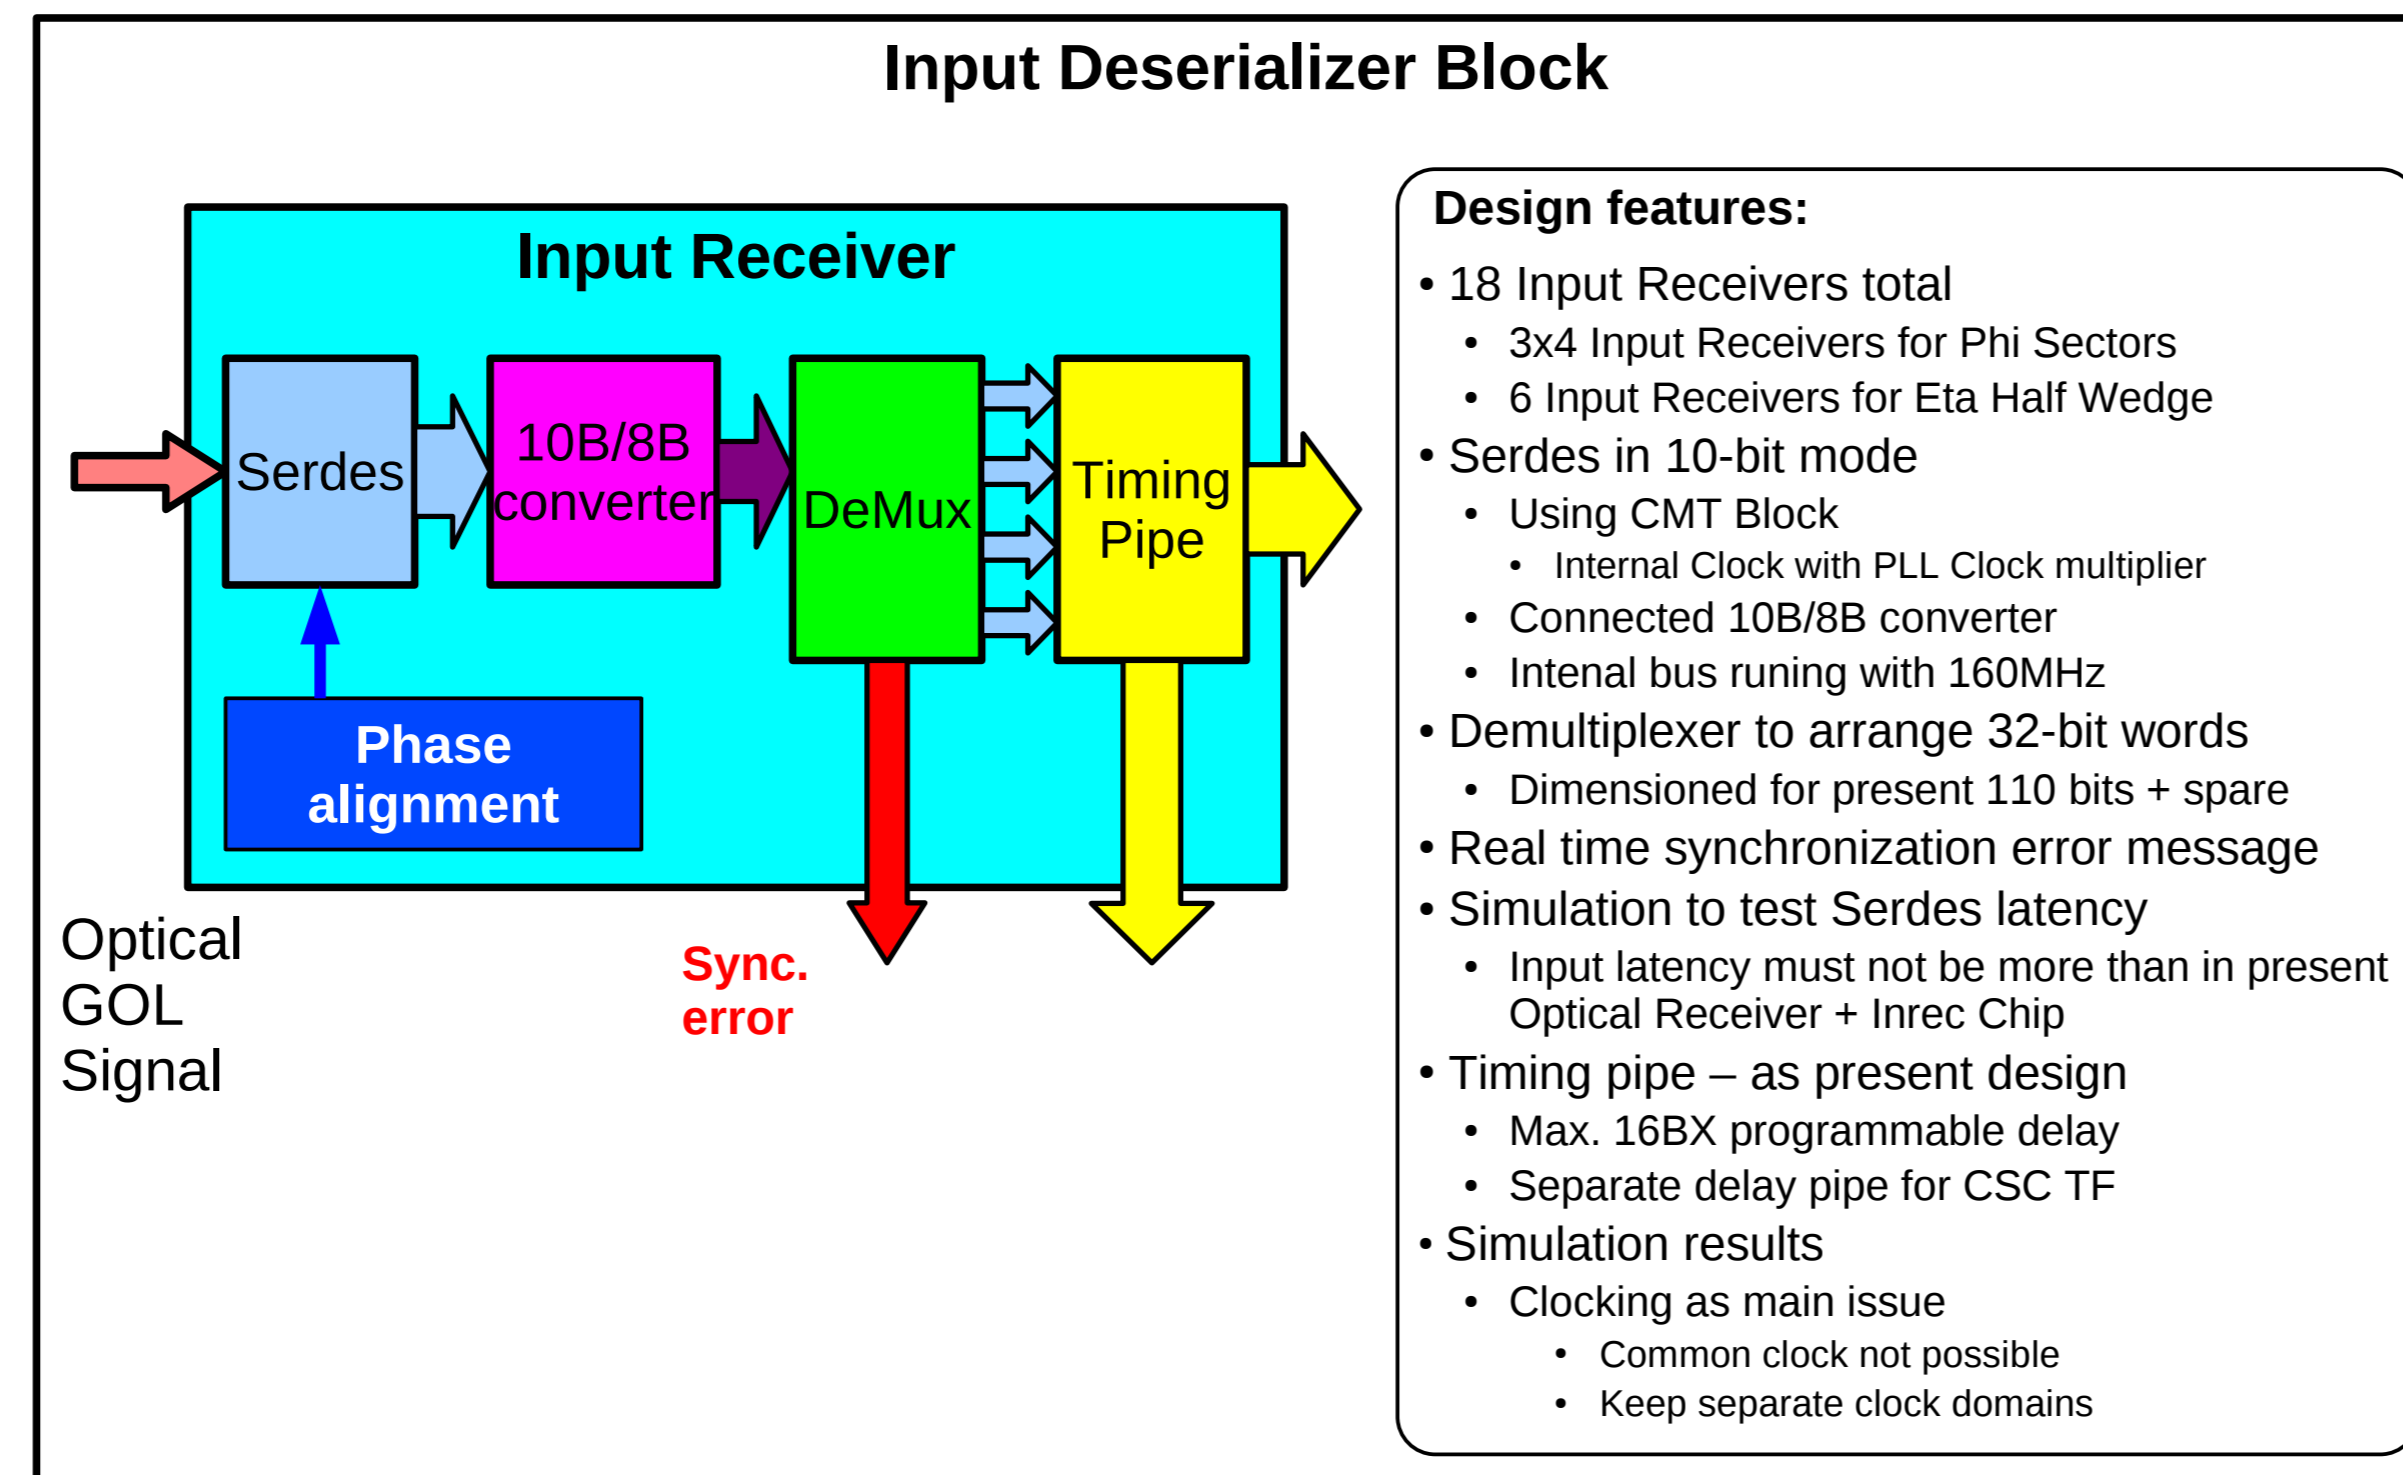 Input Deserializer Block
Input Receiver
Serdes
10B/8B
converter
DeMux
Timing
Pipe
Phase
alignment
Optical
GOL
Signal
Sync.
error
Design features:
• 18 Input Receivers total
• 3x4 Input Receivers for Phi Sectors
• 6 Input Receivers for Eta Half Wedge
• Serdes in 10-bit mode
• Using CMT Block
• Internal Clock with PLL Clock multiplier
• Connected 10B/8B converter
• Intenal bus runing with 160MHz
• Demultiplexer to arrange 32-bit words
• Dimensioned for present 110 bits + spare
• Real time synchronization error message
• Simulation to test Serdes latency
• Input latency must not be more than in present
Optical Receiver + Inrec Chip
• Timing pipe – as present design
• Max. 16BX programmable delay
• Separate delay pipe for CSC TF
• Simulation results
• Clocking as main issue
• Common clock not possible
• Keep separate clock domains